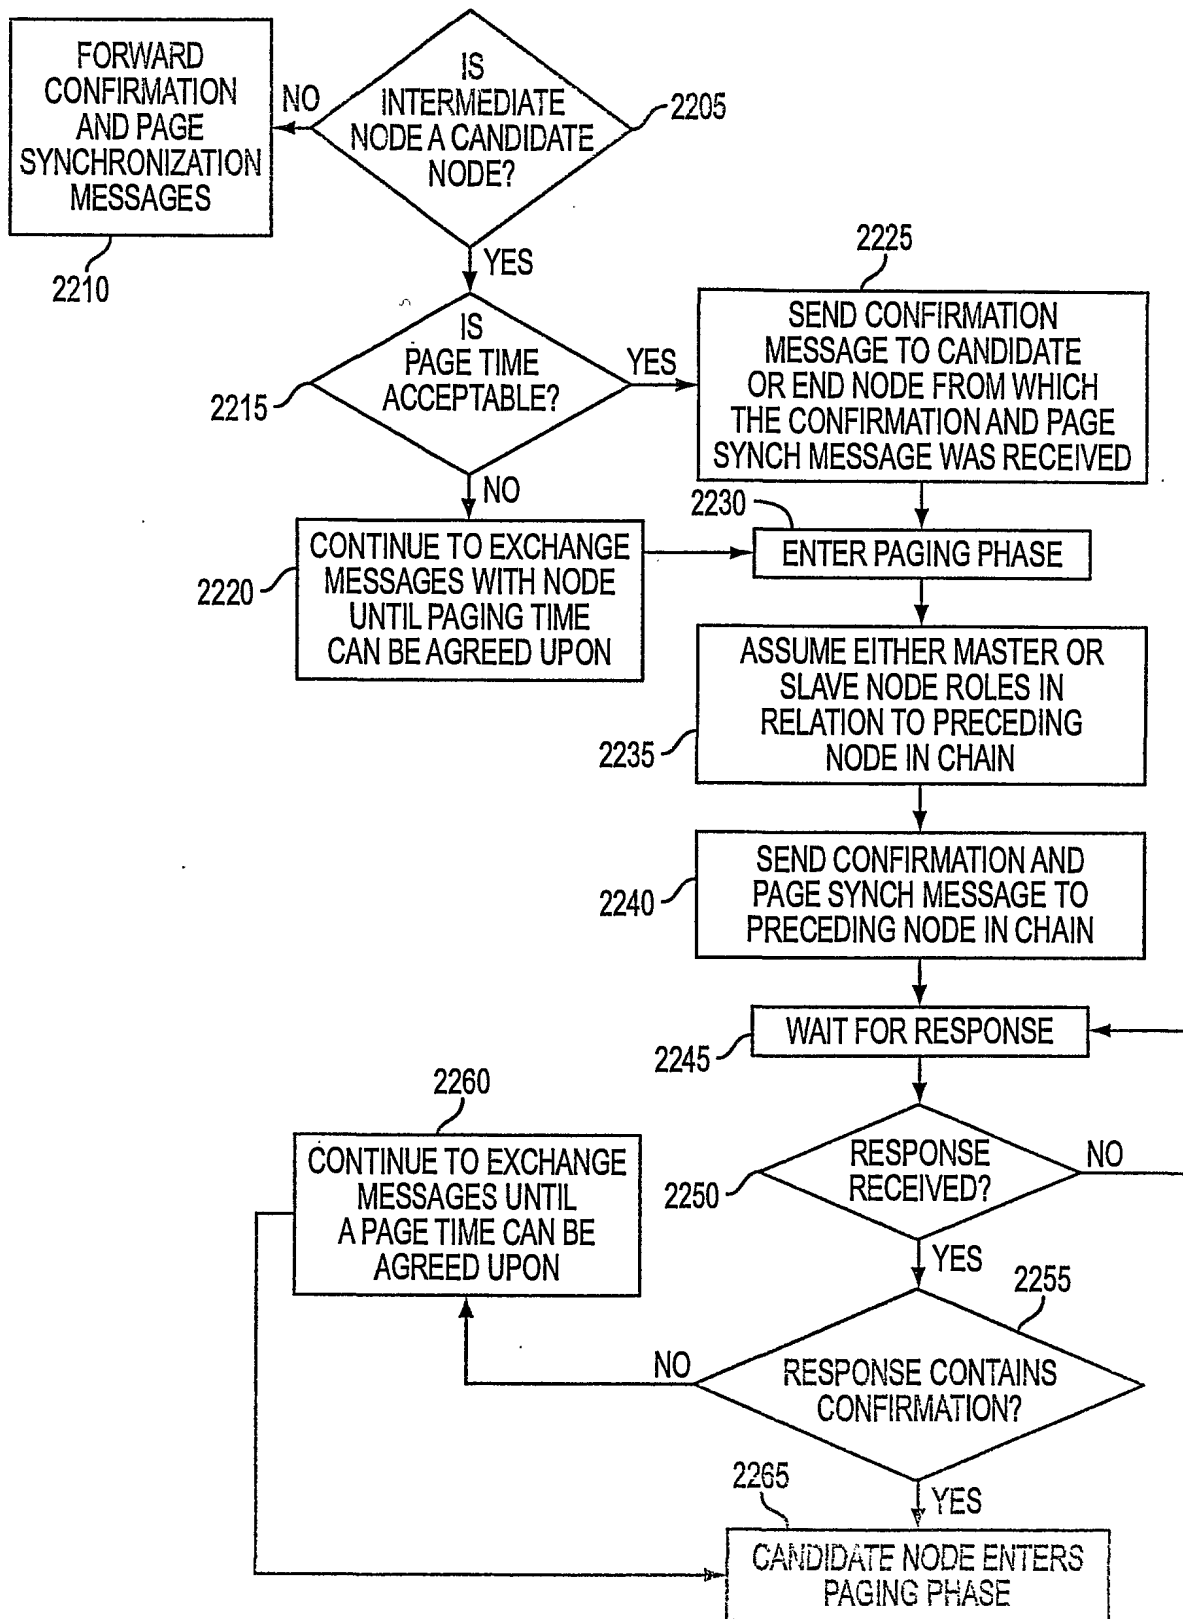 FORWARD
CONFIRMATION
AND PAGE
SYNCHRONIZATION
MESSAGES
2210
NO
IS
INTERMEDIATE
NODE A CANDIDATE
NODE?
2205
YES
IS
PAGE TIME
ACCEPTABLE?
2215
YES
NO
2225
SEND CONFIRMATION
MESSAGE TO CANDIDATE
OR END NODE FROM WHICH
THE CONFIRMATION AND PAGE
SYNCH MESSAGE WAS RECEIVED
CONTINUE TO EXCHANGE
MESSAGES WITH NODE
UNTIL PAGING TIME
CAN BE AGREED UPON
2220
2230
ENTER PAGING PHASE
ASSUME EITHER MASTER OR
SLAVE NODE ROLES IN
RELATION TO PRECEDING
NODE IN CHAIN
2235
SEND CONFIRMATION AND
PAGE SYNCH MESSAGE TO
PRECEDING NODE IN CHAIN
2240
WAIT FOR RESPONSE
2245
RESPONSE
RECEIVED?
2250
NO
YES
2260
CONTINUE TO EXCHANGE
MESSAGES UNTIL
A PAGE TIME CAN BE
AGREED UPON
2255
RESPONSE CONTAINS
CONFIRMATION?
NO
YES
2265
CANDIDATE NODE ENTERS
PAGING PHASE